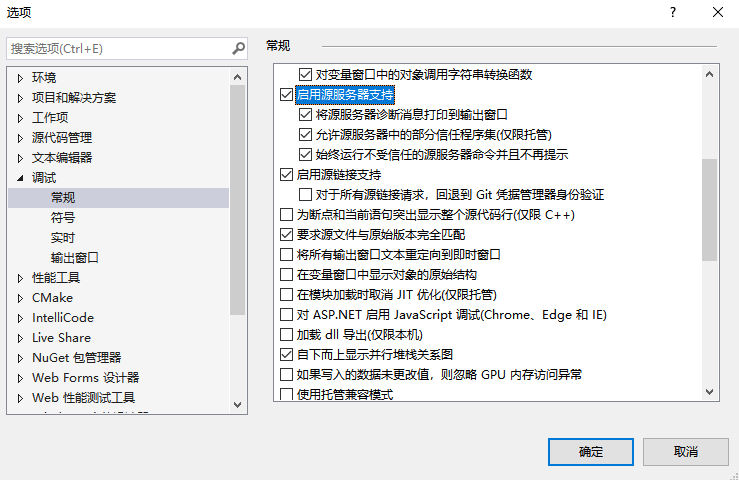 选项
搜索选项(Ctrl+E)
环境
项目和解决方案
工作项
源代码管理
文本编辑器
调试
常规
符号
实时
输出窗口
性能工具
CMake
IntelliCode
Live Share
NuGet 包管理器
Web Forms 设计器
Web 性能测试工具
常规
对变量窗口中的对象调用字符串转换函数
启用源服务器支持
将源服务器诊断消息打印到输出窗口
允许源服务器中的部分信任程序集(仅限托管)
始终运行不受信任的源服务器命令并且不再提示
启用源链接支持
对于所有源链接请求，回退到 Git 凭据管理器身份验证
为断点和当前语句突出显示整个源代码行(仅限 C++)
要求源文件与原始版本完全匹配
将所有输出窗口文本重定向到即时窗口
在变量窗口中显示对象的原始结构
在模块加载时取消 JIT 优化(仅限托管)
对 ASP.NET 启用 JavaScript 调试(Chrome、Edge 和 IE)
加载 dll 导出(仅限本机)
自下而上显示并行堆栈关系图
如果写入的数据未更改值，则忽略 GPU 内存访问异常
使用托管兼容模式
确定
取消